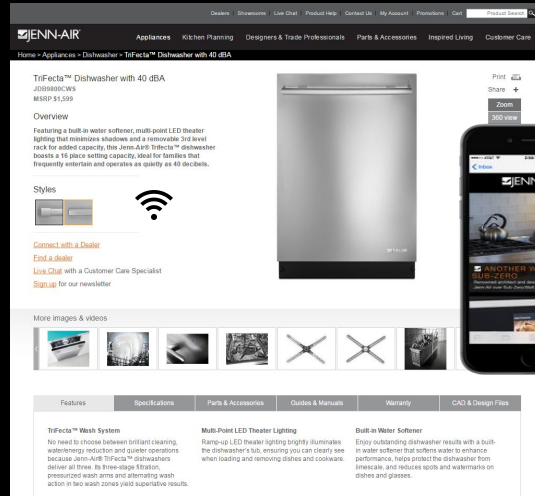 Dealers Showrooms Live Chat Product Help Contact Us My Account Promotions Cart Product Search
JENN-AIR
Appliances Kitchen Planning Designers & Trade Professionals Parts & Accessories Inspired Living Customer Care
Home > Appliances > Dishwasher > TriFecta™ Dishwasher with 40 dBA
TriFecta™ Dishwasher with 40 dBA
JDB9800CWS
MSRP $1,599
Print
Share +
Zoom
360 view
Overview
Featuring a built-in water softener, multi-point LED theater
lighting that minimizes shadows and a removable 3rd level
rack for added capacity, this Jenn-Air® Trifecta™ dishwasher
boasts a 16 place setting capacity, ideal for families that
frequently entertain and operates as quietly as 40 decibels.
Styles
Connect with a Dealer
Find a dealer
Live Chat with a Customer Care Specialist
Sign up for our newsletter
JENN-AIR
AT&T
Inbox
JENN
ANOTHER W
SUB-ZERO
More images & videos
Features Specifications Parts & Accessories Guides & Manuals Warranty CAD & Design Files
TriFecta™ Wash System
No need to choose between brilliant cleaning,
water/energy reduction and quieter operations
because Jenn-Air® TriFecta™ dishwashers
deliver all three. Its three-stage filtration,
pressurized wash arms and alternating wash
action in two wash zones yield superlative results.
Multi-Point LED Theater Lighting
Ramp-up LED theater lighting brightly illuminates
the dishwasher's tub, ensuring you can clearly see
when loading and removing dishes and cookware.
Built-in Water Softener
Enjoy outstanding dishwasher results with a built-
in water softener that softens water to enhance
performance, helps protect the dishwasher from
limescale, and reduces spots and watermarks on
dishes and glasses.